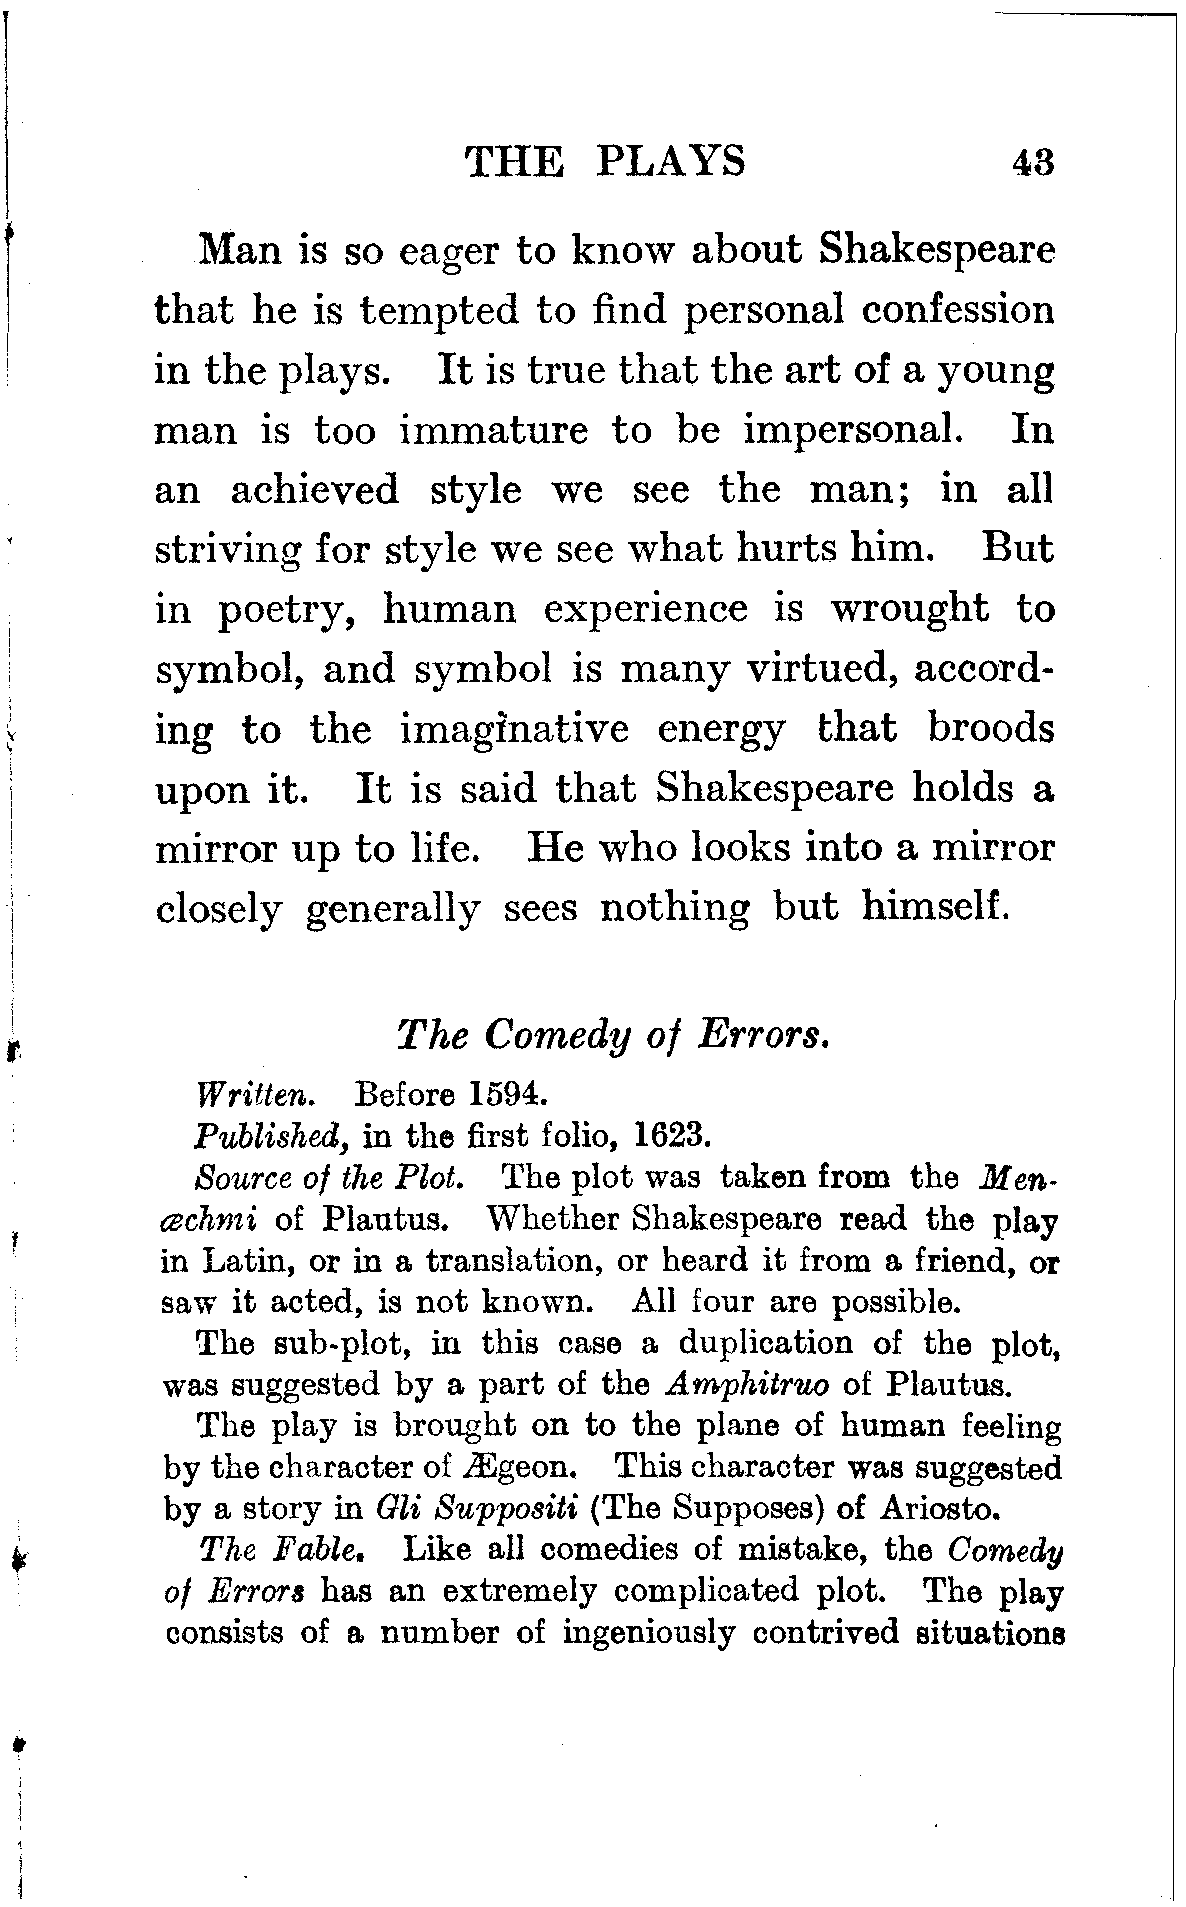 THE PLAYS 43
Man is so eager to know about Shakespeare
that he is tempted to find personal confession
in the plays. It is true that the art of a young
man is too immature to be impersonal. In
an achieved style we see the man; in all
striving for style we see what hurts him. But
in poetry, human experience is wrought to
symbol, and symbol is many virtued, accord-
ing to the imaginative energy that broods
upon it. It is said that Shakespeare holds a
mirror up to life. He who looks into a mirror
closely generally sees nothing but himself.
The Comedy of Errors.
Written. Before 1594.
Published, in the first folio, 1623.
Source of the Plot. The plot was taken from the Men-
æchmi of Plautus. Whether Shakespeare read the play
in Latin, or in a translation, or heard it from a friend, or
saw it acted, is not known. All four are possible.
The sub-plot, in this case a duplication of the plot,
was suggested by a part of the Amphitruo of Plautus.
The play is brought on to the plane of human feeling
by the character of Ægeon. This character was suggested
by a story in Gli Suppositi (The Supposes) of Ariosto.
The Fable. Like all comedies of mistake, the Comedy
of Errors has an extremely complicated plot. The play
consists of a number of ingeniously contrived situations